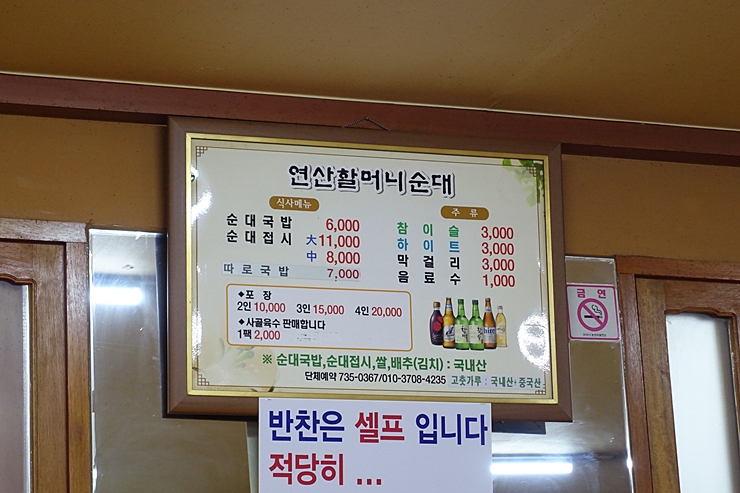 연산할머니순대
식사메뉴
순대국밥 6,000
순대접시 大 11,000
中 8,000
따로국밥 7,000
주 류
참이슬 3,000
하이트 3,000
막걸리 3,000
음료수 1,000
◆포 장
2인 10,000 3인 15,000 4인 20,000
◆사골육수 판매합니다
1팩 2,000
※ 순대국밥,순대접시,쌀,배추(김치) : 국내산
단체예약 735-0367/010-3708-4235 고춧가루 : 국내산+중국산
금 연
반찬은 셀프 입니다
적당히 ...